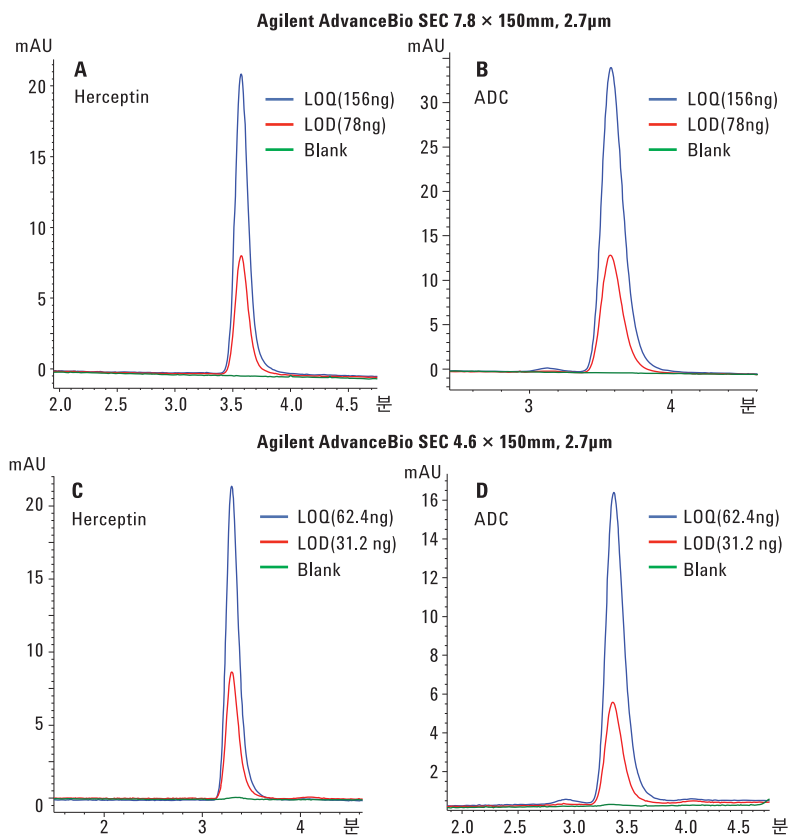 Agilent AdvanceBio SEC 7.8 × 150mm, 2.7µm
mAU
A
Herceptin
LOQ(156ng)
LOD(78ng)
Blank
20
15
10
5
0
2.0 2.5 3.0 3.5 4.0 4.5 분
mAU
B
ADC
LOQ(156ng)
LOD(78ng)
Blank
30
25
20
15
10
5
0
3 4 분
Agilent AdvanceBio SEC 4.6 × 150mm, 2.7µm
mAU
C
Herceptin
LOQ(62.4ng)
LOD(31.2 ng)
Blank
20
15
10
5
0
2 3 4 분
mAU
D
ADC
LOQ(62.4ng)
LOD(31.2 ng)
Blank
16
14
12
10
8
6
4
2
2.0 2.5 3.0 3.5 4.0 4.5 분